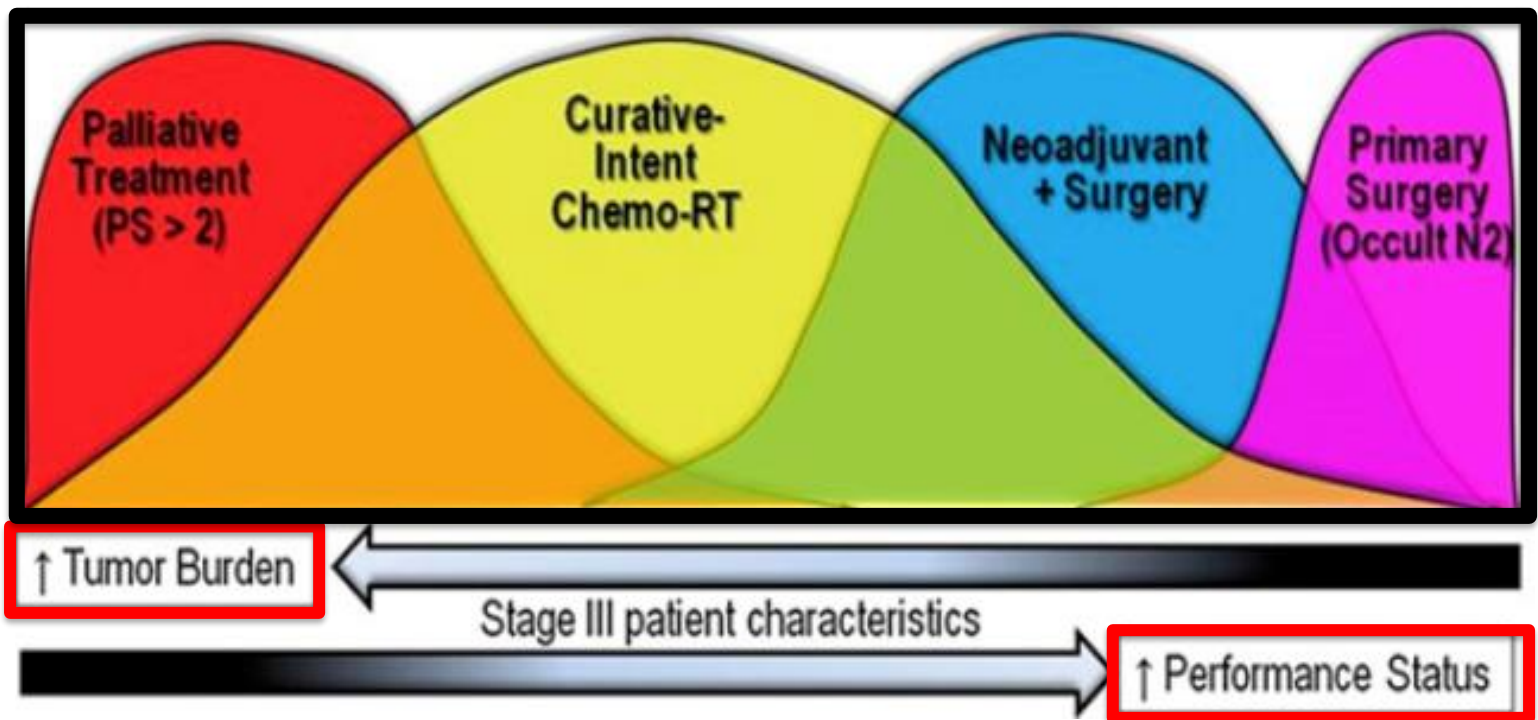 Palliative
Treatment
(PS > 2)
Curative-
Intent
Chemo-RT
Neoadjuvant
+ Surgery
Primary
Surgery
(Occult N2)
↑ Tumor Burden
Stage III patient characteristics
↑ Performance Status